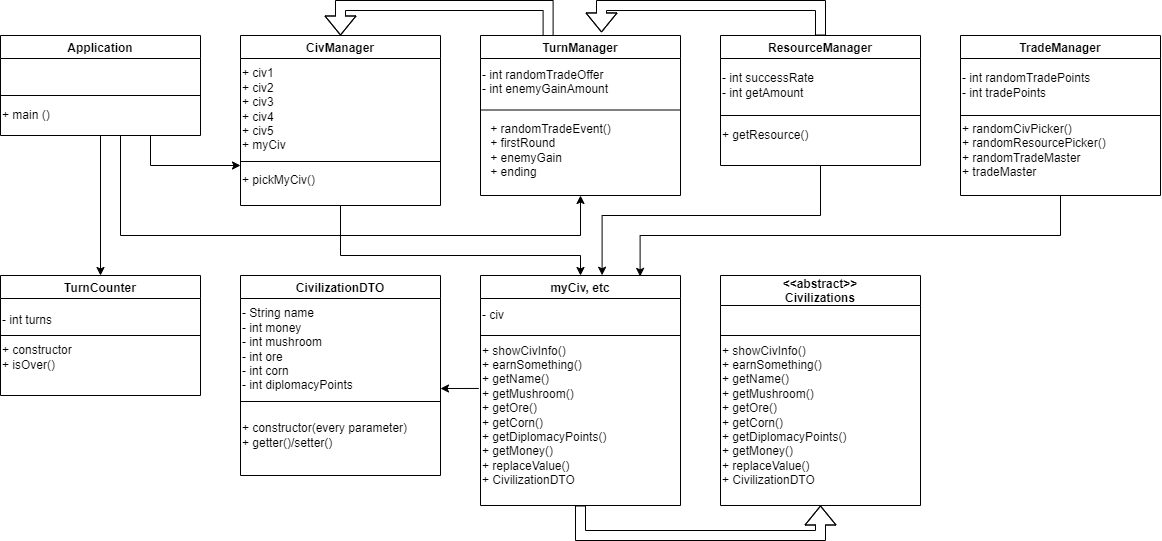 Application
+ main ()
CivManager
+ civ1
+ civ2
+ civ3
+ civ4
+ civ5
+ myCiv
+ pickMyCiv()
TurnManager
- int randomTradeOffer
- int enemyGainAmount
+ randomTradeEvent()
+ firstRound
+ enemyGain
+ ending
ResourceManager
- int successRate
- int getAmount
+ getResource()
TradeManager
- int randomTradePoints
- int tradePoints
+ randomCivPicker()
+ randomResourcePicker()
+ randomTradeMaster
+ tradeMaster
TurnCounter
- int turns
+ constructor
+ isOver()
CivilizationDTO
- String name
- int money
- int mushroom
- int ore
- int corn
- int diplomacyPoints
+ constructor(every parameter)
+ getter()/setter()
myCiv, etc
- civ
+ showCivInfo()
+ earnSomething()
+ getName()
+ getMushroom()
+ getOre()
+ getCorn()
+ getDiplomacyPoints()
+ getMoney()
+ replaceValue()
+ CivilizationDTO
<<abstract>>
Civilizations
+ showCivInfo()
+ earnSomething()
+ getName()
+ getMushroom()
+ getOre()
+ getCorn()
+ getDiplomacyPoints()
+ getMoney()
+ replaceValue()
+ CivilizationDTO